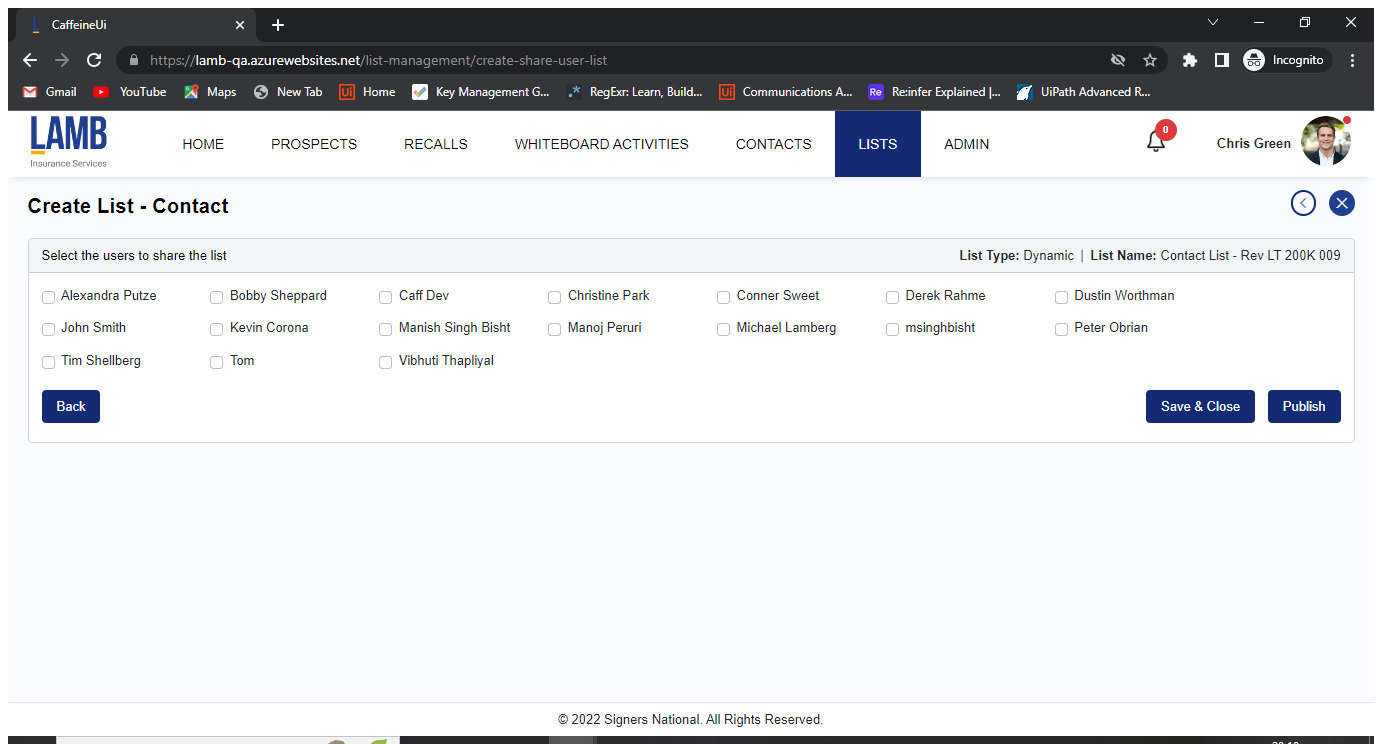 CaffeineUi
https://lamb-qa.azurewebsites.net/list-management/create-share-user-list
Incognito
Gmail YouTube Maps New Tab Ui Home Key Management G... RegExr: Learn, Build... Ui Communications A... Re Reinfer Explained |... UiPath Advanced R...
LAMB
Insurance Services
HOME PROSPECTS RECALLS WHITEBOARD ACTIVITIES CONTACTS LISTS ADMIN 0 Chris Green
Create List - Contact
Select the users to share the list List Type: Dynamic | List Name: Contact List - Rev LT 200K 009
Alexandra Putze Bobby Sheppard Caff Dev Christine Park Conner Sweet Derek Rahme Dustin Worthman
John Smith Kevin Corona Manish Singh Bisht Manoj Peruri Michael Lamberg msinghbisht Peter Obrian
Tim Shellberg Tom Vibhuti Thapliyal
Back Save & Close Publish
© 2022 Signers National. All Rights Reserved.